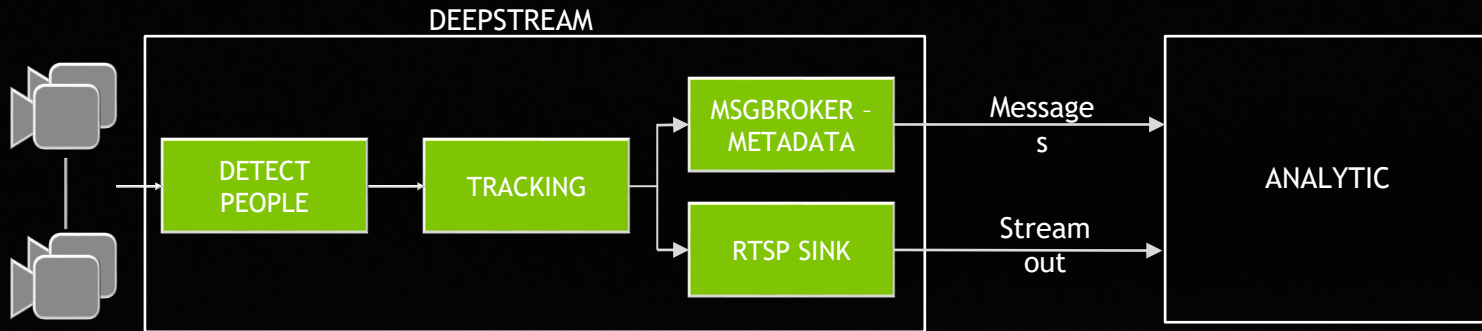 DEEPSTREAM
DETECT
PEOPLE
TRACKING
MSGBROKER –
METADATA
RTSP SINK
Message
s
Stream
out
ANALYTIC